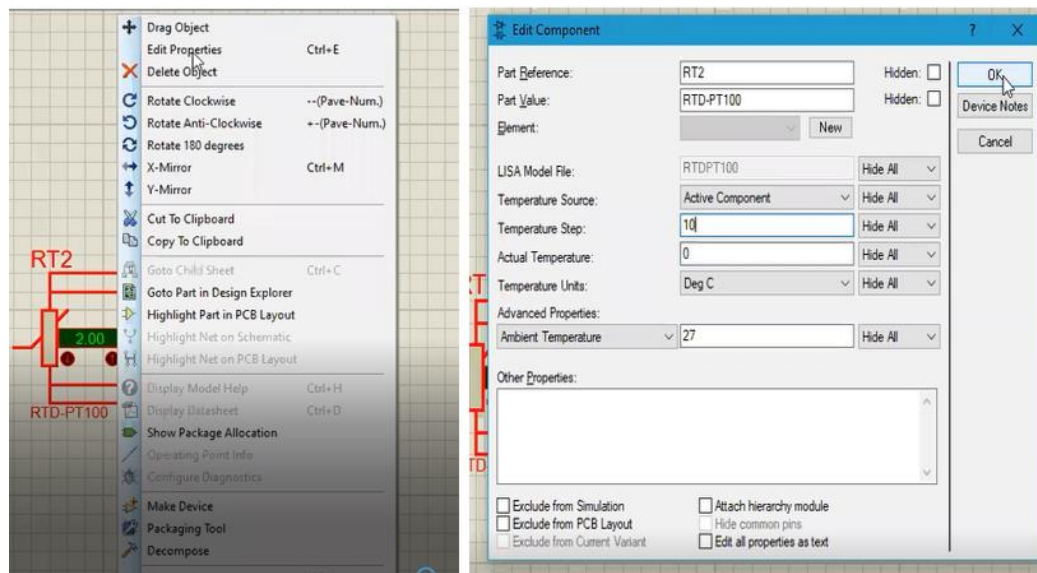 Drag Object
Edit Properties Ctrl+E
Delete Object
Rotate Clockwise --(Pave-Num.)
Rotate Anti-Clockwise +-(Pave-Num.)
Rotate 180 degrees
X-Mirror Ctrl+M
Y-Mirror
Cut To Clipboard
Copy To Clipboard
Goto Child Sheet Ctrl+C
Goto Part in Design Explorer
Highlight Part in PCB Layout
Highlight Net on Schematic
Highlight Net on PCB Layout
Display Model Help Ctrl+H
Display Datasheet Ctrl+D
Show Package Allocation
Operating Point Info
Configure Diagnostics
Make Device
Packaging Tool
Decompose
RT2
2.00
RTD-PT100
Edit Component ? X
Part Reference: RT2 Hidden:
Part Value: RTD-PT100 Hidden:
Element: New
LISA Model File: RTDPT100 Hide All
Temperature Source: Active Component Hide All
Temperature Step: 10 Hide All
Actual Temperature: 0 Hide All
Temperature Units: Deg C Hide All
Advanced Properties:
Ambient Temperature 27 Hide All
Other Properties:
Exclude from Simulation Attach hierarchy module
Exclude from PCB Layout Hide common pins
Exclude from Current Variant Edit all properties as text
OK
Device Notes
Cancel